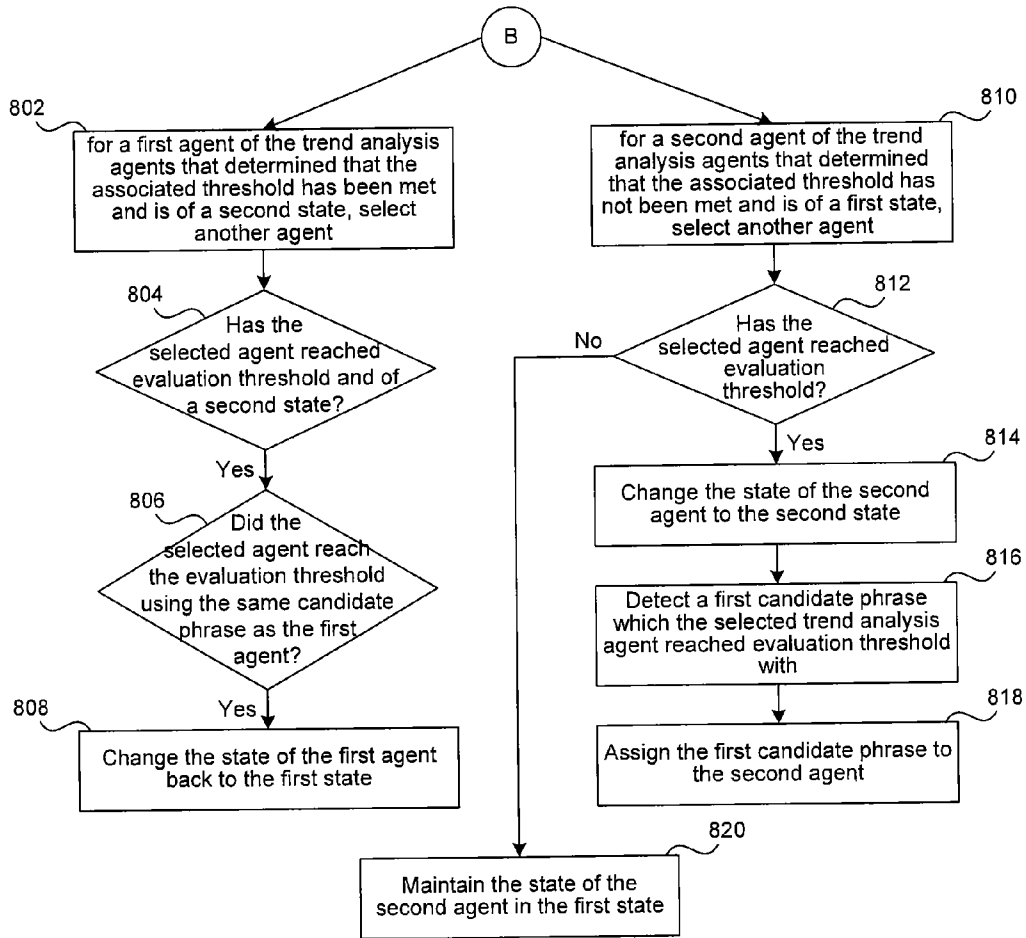 B
802
for a first agent of the trend analysis
agents that determined that the
associated threshold has been met
and is of a second state, select
another agent
804
Has the
selected agent reached
evaluation threshold and of
a second state?
Yes
806
Did the
selected agent reach
the evaluation threshold
using the same candidate
phrase as the first
agent?
Yes
808
Change the state of the first agent
back to the first state
810
for a second agent of the trend
analysis agents that determined
that the associated threshold has
not been met and is of a first state,
select another agent
812
Has the
selected agent reached
evaluation
threshold?
No
Yes
814
Change the state of the second
agent to the second state
816
Detect a first candidate phrase
which the selected trend analysis
agent reached evaluation threshold
with
818
Assign the first candidate phrase to
the second agent
820
Maintain the state of the
second agent in the first state